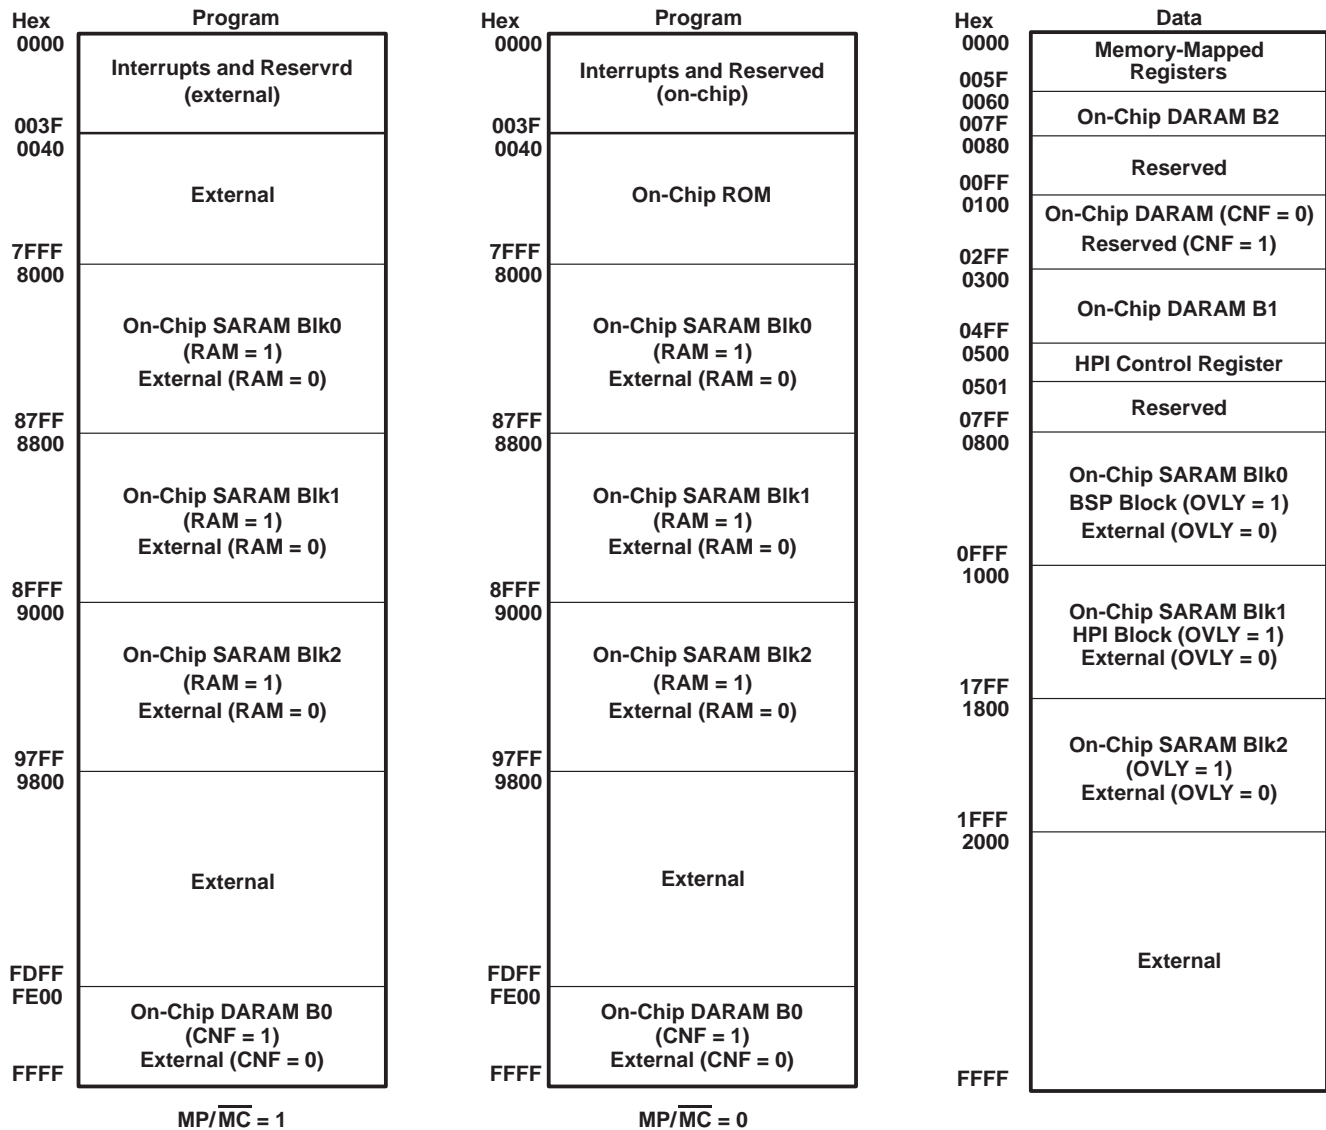 Hex
Program
0000
Interrupts and Reservrd
(external)
003F
0040
External
7FFF
8000
On-Chip SARAM Blk0
(RAM = 1)
External (RAM = 0)
87FF
8800
On-Chip SARAM Blk1
(RAM = 1)
External (RAM = 0)
8FFF
9000
On-Chip SARAM Blk2
(RAM = 1)
External (RAM = 0)
97FF
9800
External
FDFF
FE00
On-Chip DARAM B0
(CNF = 1)
External (CNF = 0)
FFFF
MP/M̅C̅ = 1
Hex
Program
0000
Interrupts and Reserved
(on-chip)
003F
0040
On-Chip ROM
7FFF
8000
On-Chip SARAM Blk0
(RAM = 1)
External (RAM = 0)
87FF
8800
On-Chip SARAM Blk1
(RAM = 1)
External (RAM = 0)
8FFF
9000
On-Chip SARAM Blk2
(RAM = 1)
External (RAM = 0)
97FF
9800
External
FDFF
FE00
On-Chip DARAM B0
(CNF = 1)
External (CNF = 0)
FFFF
MP/M̅C̅ = 0
Hex
Data
0000
Memory-Mapped
Registers
005F
0060
On-Chip DARAM B2
007F
0080
Reserved
00FF
0100
On-Chip DARAM (CNF = 0)
Reserved (CNF = 1)
02FF
0300
On-Chip DARAM B1
04FF
0500
HPI Control Register
0501
Reserved
07FF
0800
On-Chip SARAM Blk0
BSP Block (OVLY = 1)
External (OVLY = 0)
0FFF
1000
On-Chip SARAM Blk1
HPI Block (OVLY = 1)
External (OVLY = 0)
17FF
1800
On-Chip SARAM Blk2
(OVLY = 1)
External (OVLY = 0)
1FFF
2000
External
FFFF